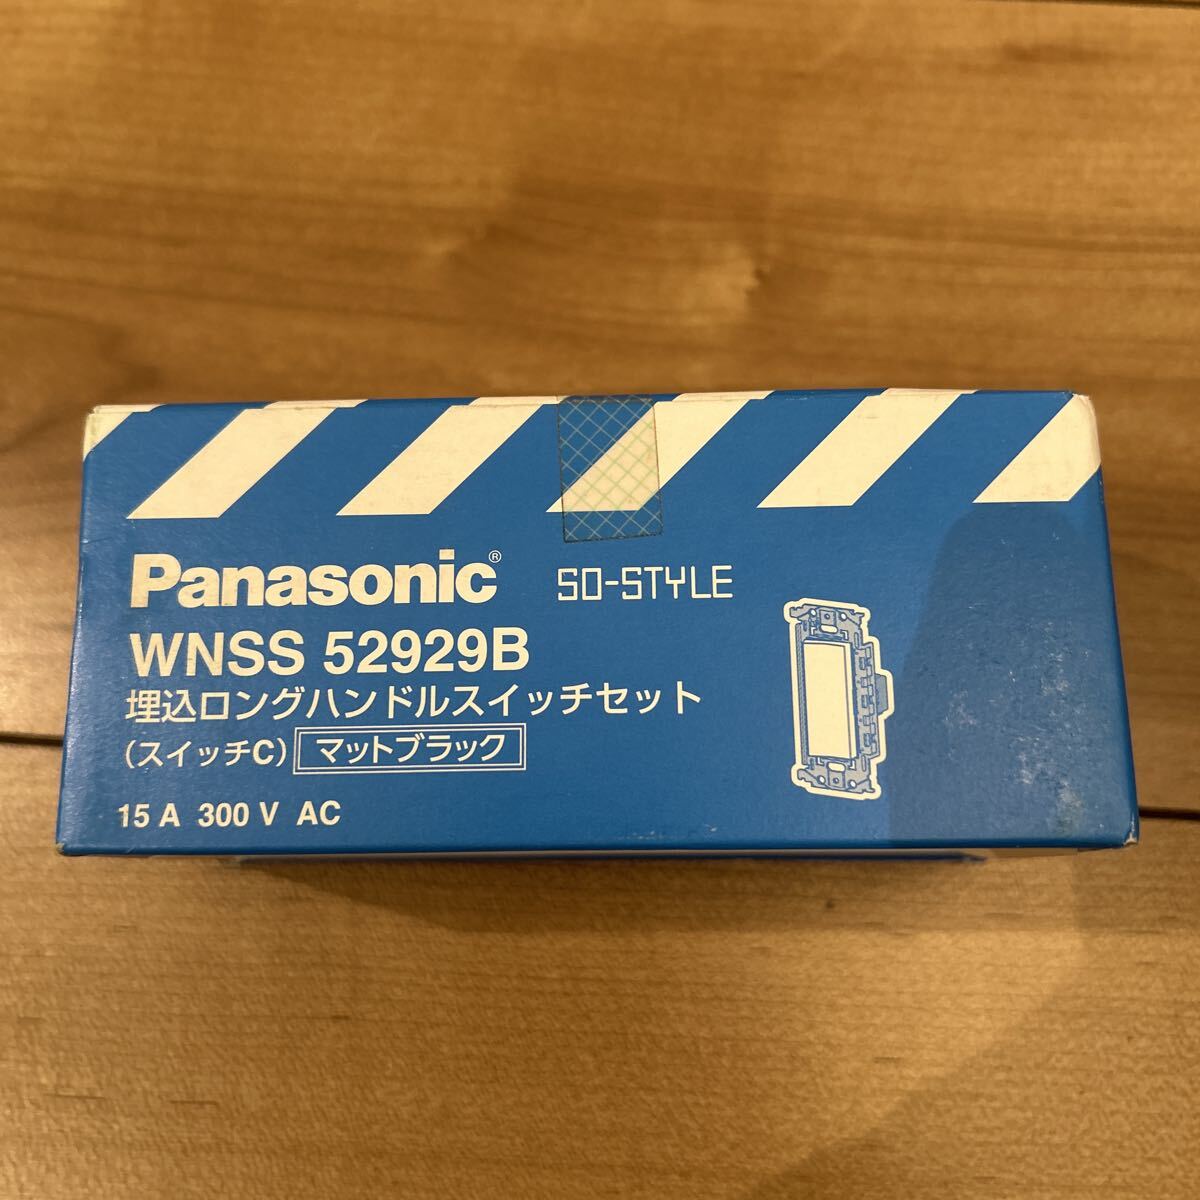 Panasonic® SO-STYLE
WNSS 52929B
埋込ロングハンドルスイッチセット
(スイッチC) マットブラック
15 A 300 V AC